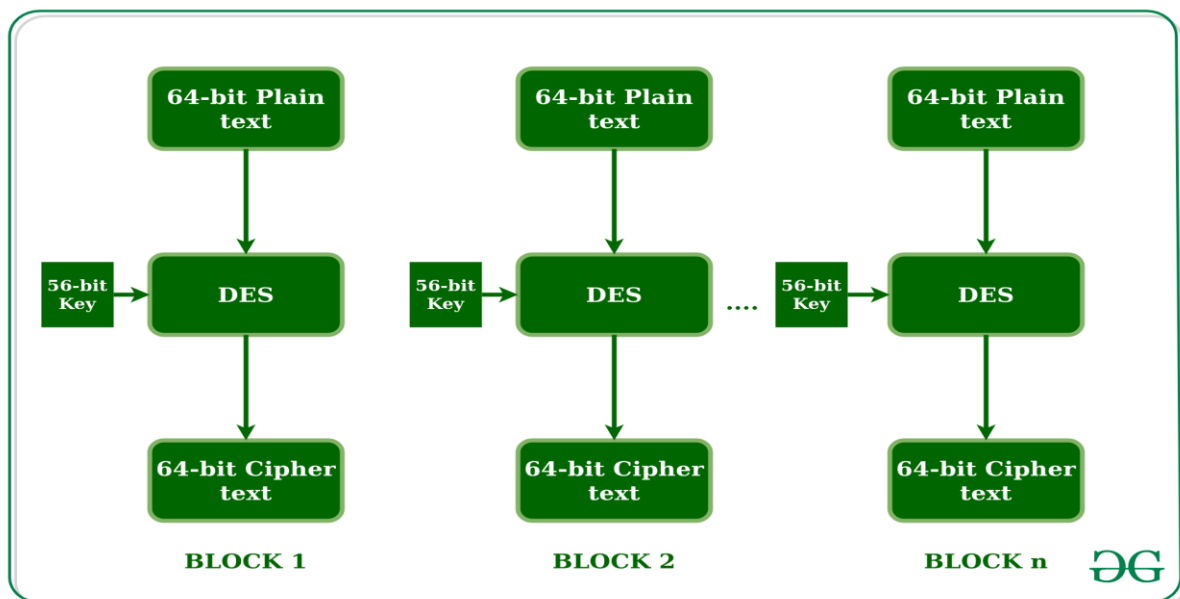 64-bit Plain
text
64-bit Plain
text
64-bit Plain
text
56-bit
Key
DES
56-bit
Key
DES
....
56-bit
Key
DES
64-bit Cipher
text
64-bit Cipher
text
64-bit Cipher
text
BLOCK 1
BLOCK 2
BLOCK n